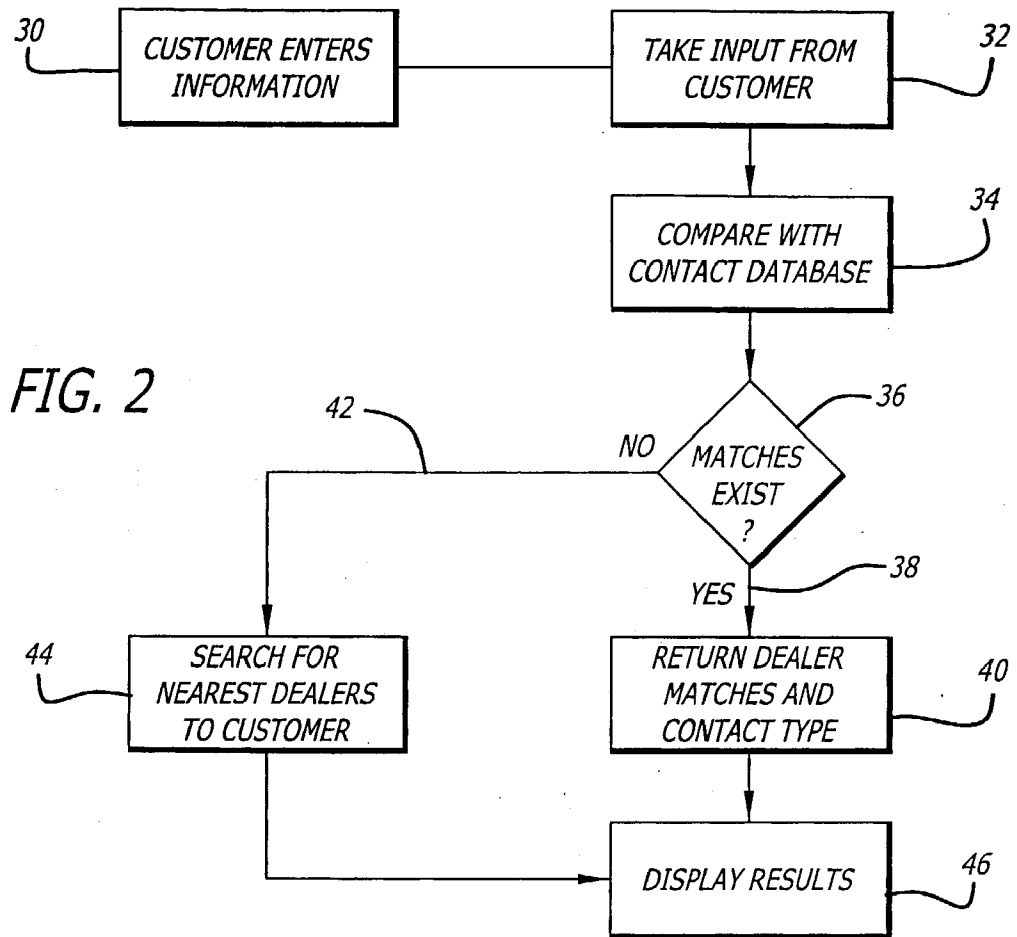 30
CUSTOMER ENTERS
INFORMATION
TAKE INPUT FROM
CUSTOMER
32
COMPARE WITH
CONTACT DATABASE
34
FIG. 2
42
NO
MATCHES
EXIST
?
36
YES
38
44
SEARCH FOR
NEAREST DEALERS
TO CUSTOMER
RETURN DEALER
MATCHES AND
CONTACT TYPE
40
DISPLAY RESULTS
46